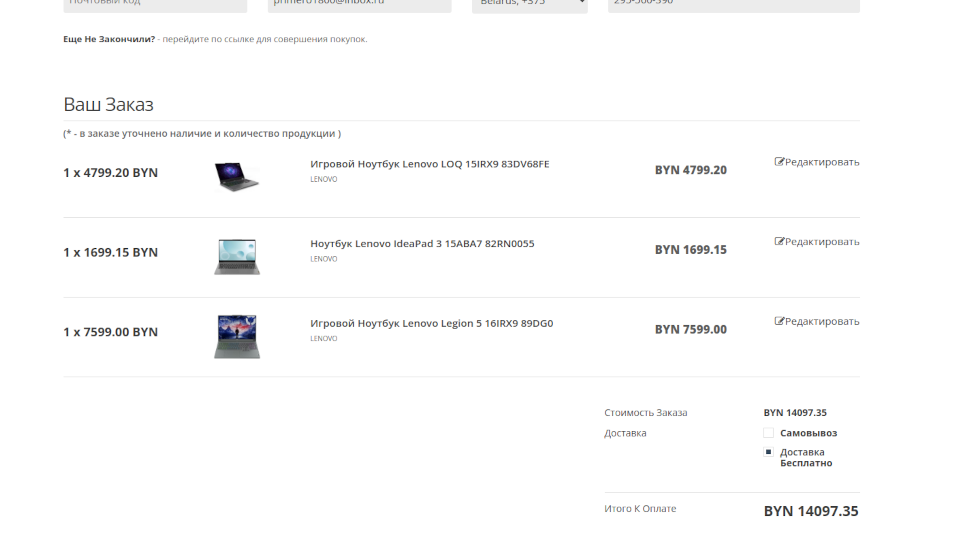 Почтовый код
primer01800@inbox.ru
Belarus, +375
295-500-390
Еще Не Закончили? - перейдите по ссылке для совершения покупок.
Ваш Заказ
(* - в заказе уточнено наличие и количество продукции )
1 x 4799.20 BYN
Игровой Ноутбук Lenovo LOQ 15IRX9 83DV68FE
LENOVO
BYN 4799.20
Редактировать
1 x 1699.15 BYN
Ноутбук Lenovo IdeaPad 3 15ABA7 82RN0055
LENOVO
BYN 1699.15
Редактировать
1 x 7599.00 BYN
Игровой Ноутбук Lenovo Legion 5 16IRX9 89DG0
LENOVO
BYN 7599.00
Редактировать
Стоимость Заказа BYN 14097.35
Доставка
Самовывоз
Доставка
Бесплатно
Итого К Оплате BYN 14097.35